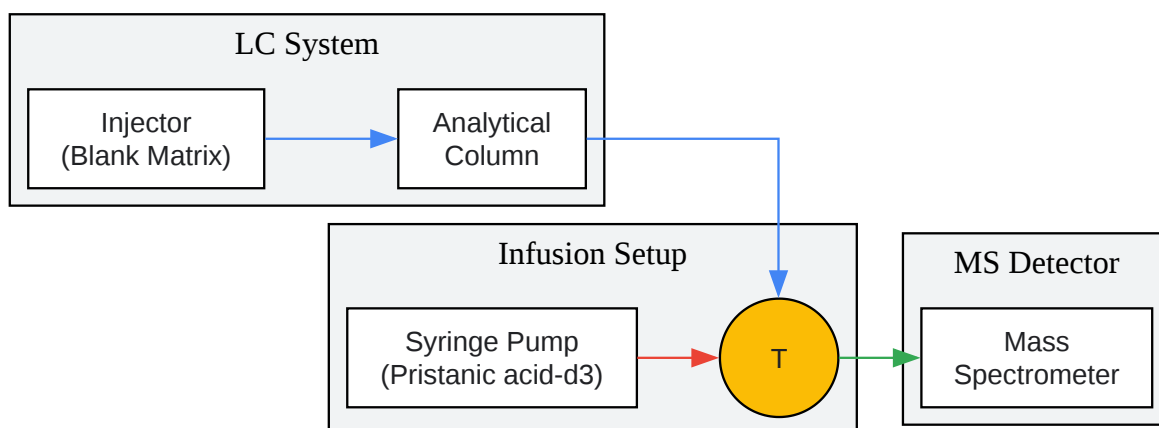 LC System
Injector
(Blank Matrix)
Analytical
Column
Infusion Setup
Syringe Pump
(Pristanic acid-d3)
T
MS Detector
Mass
Spectrometer